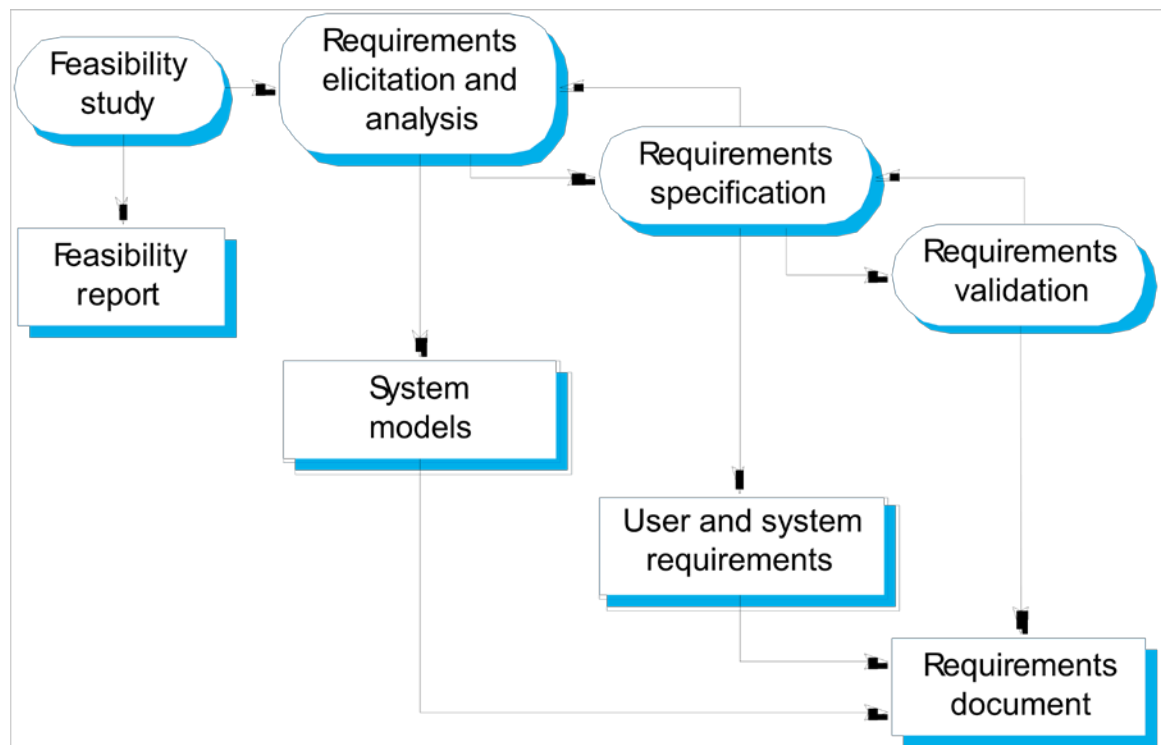 Feasibility
study
Requirements
elicitation and
analysis
Requirements
specification
Requirements
validation
Feasibility
report
System
models
User and system
requirements
Requirements
document